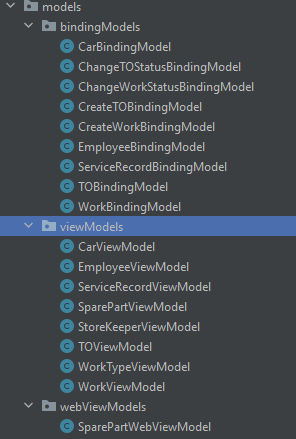 models
bindingModels
CarBindingModel
ChangeTOStatusBindingModel
ChangeWorkStatusBindingModel
CreateTOBindingModel
CreateWorkBindingModel
EmployeeBindingModel
ServiceRecordBindingModel
TOBindingModel
WorkBindingModel
viewModels
CarViewModel
EmployeeViewModel
ServiceRecordViewModel
SparePartViewModel
StoreKeeperViewModel
TOViewModel
WorkTypeViewModel
WorkViewModel
webViewModels
SparePartWebViewModel